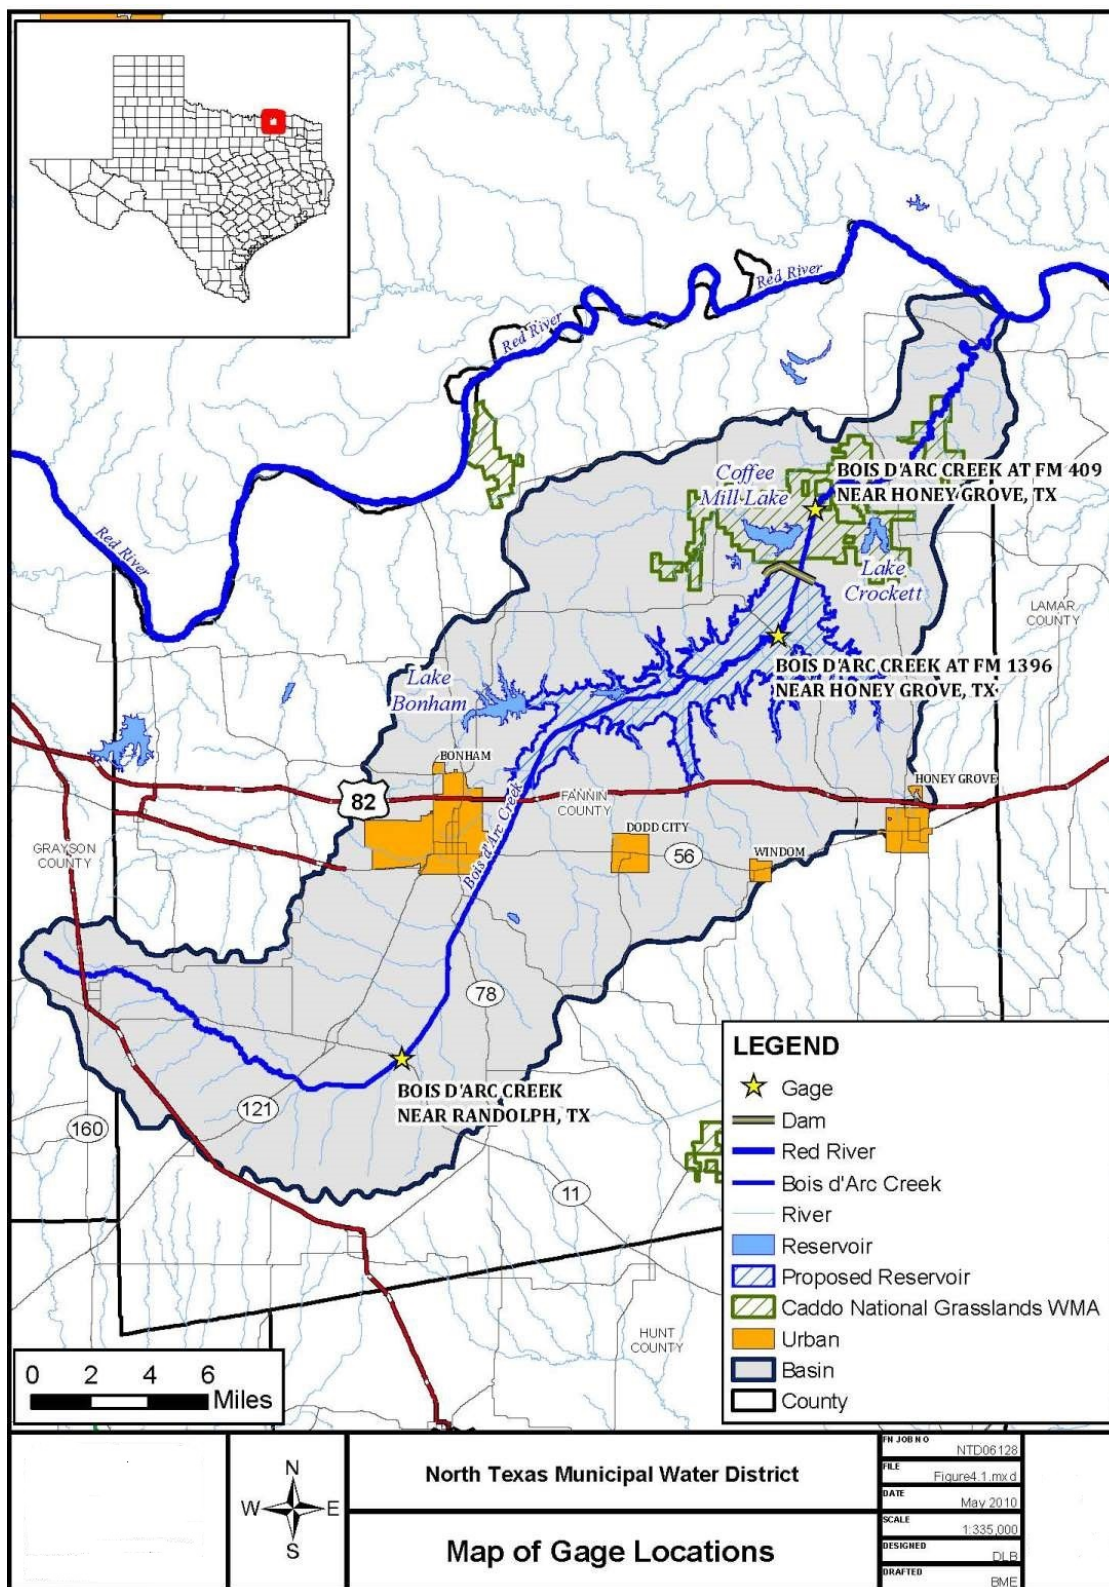 Red River
Red River
Red River
Coffee
Mill Lake
BOIS D'ARC CREEK AT FM 409
NEAR HONEY GROVE, TX
Lake
Crockett
LAMAR
COUNTY
BOIS D'ARC CREEK AT FM 1396
NEAR HONEY GROVE, TX
Lake
Bonham
BONHAM
HONEY GROVE
82
FANNIN
COUNTY
Bois d'Arc Creek
DODD CITY
56
WINDOM
GRAYSON
COUNTY
78
BOIS D'ARC CREEK
NEAR RANDOLPH, TX
121
160
11
HUNT
COUNTY
LEGEND
Gage
Dam
Red River
Bois d'Arc Creek
River
Reservoir
Proposed Reservoir
Caddo National Grasslands WMA
Urban
Basin
County
0 2 4 6
Miles
N
W E
S
North Texas Municipal Water District
Map of Gage Locations
FN JOB NO
NTD06128
FILE
Figure4.1.mxd
DATE
May 2010
SCALE
1:335,000
DESIGNED
DLB
DRAFTED
BME